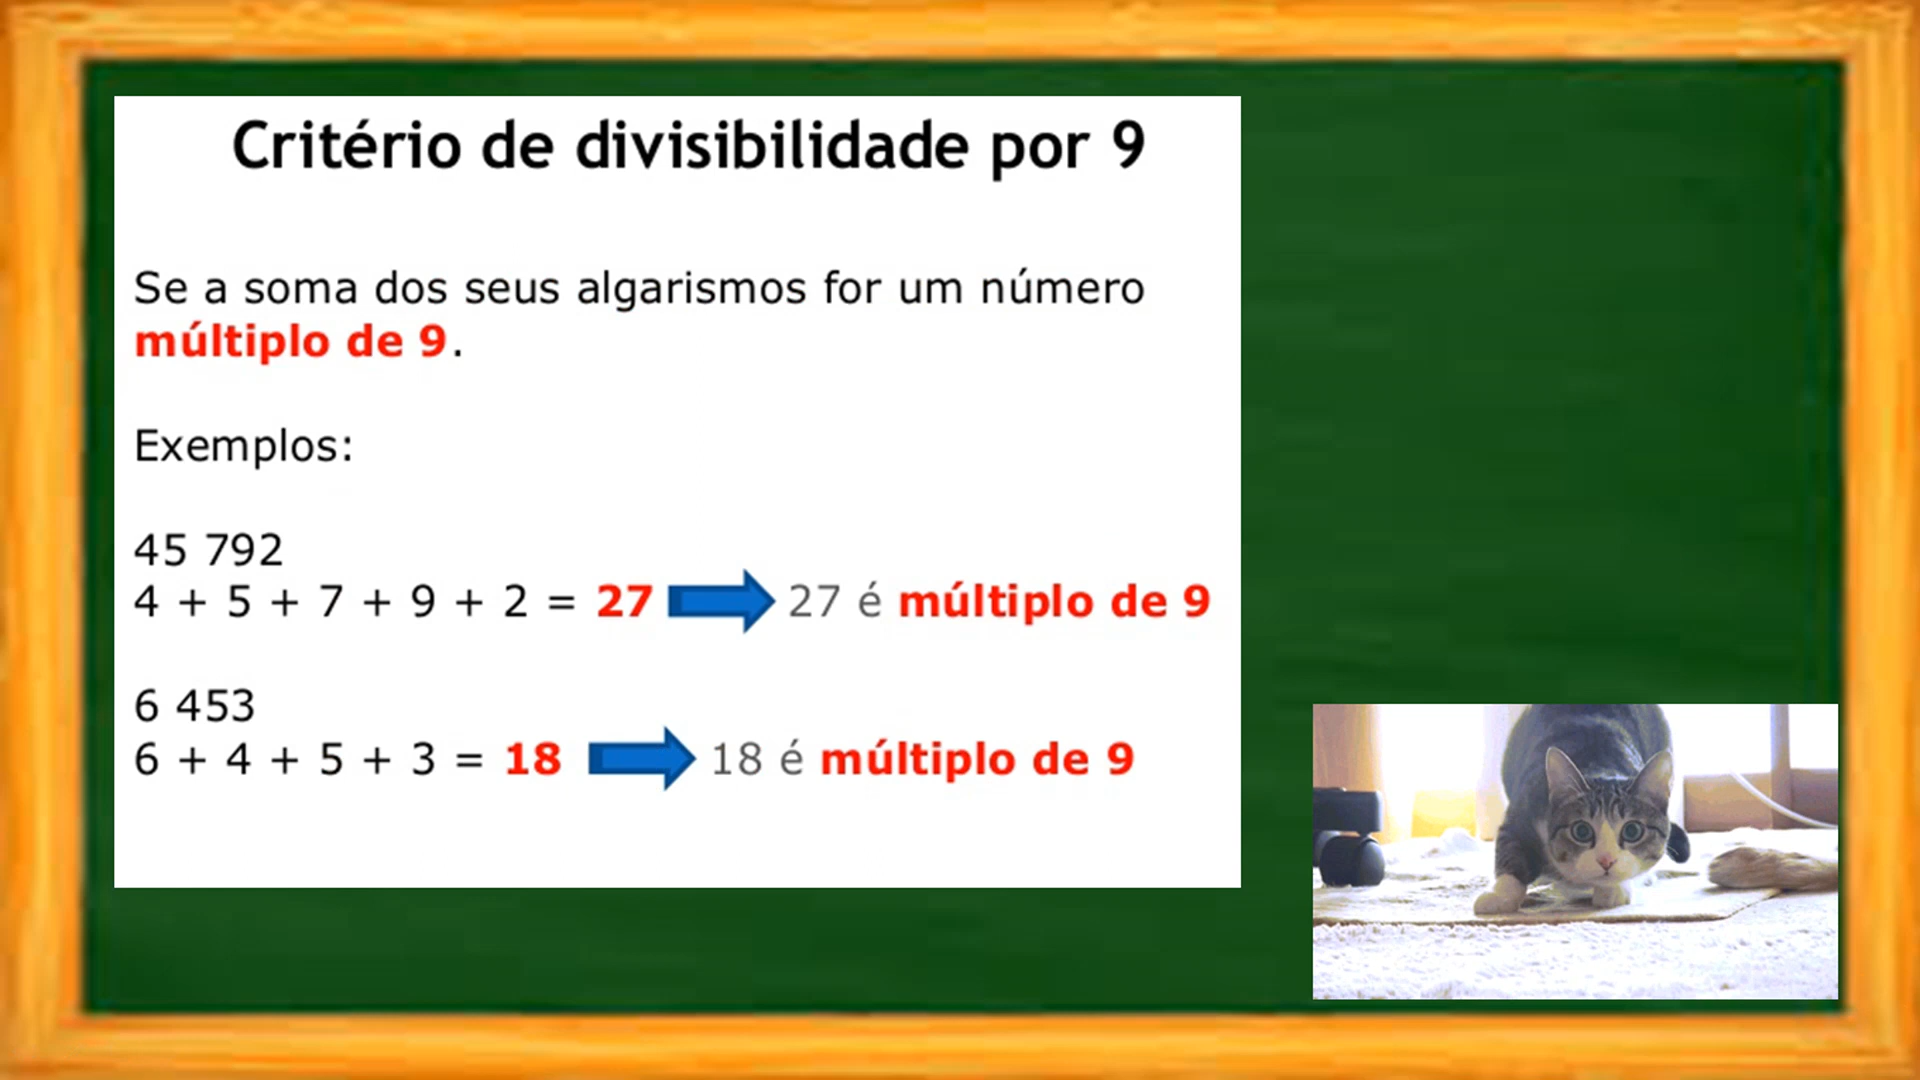 Critério de divisibilidade por 9
Se a soma dos seus algarismos for um número
múltiplo de 9.
Exemplos:
45 792
4 + 5 + 7 + 9 + 2 = 27 27 é múltiplo de 9
6 453
6 + 4 + 5 + 3 = 18 18 é múltiplo de 9